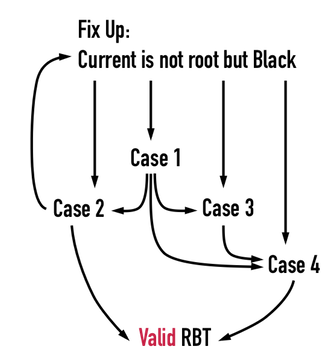 Fix Up:
Current is not root but Black
Case 1
Case 2
Case 3
Case 4
Valid RBT